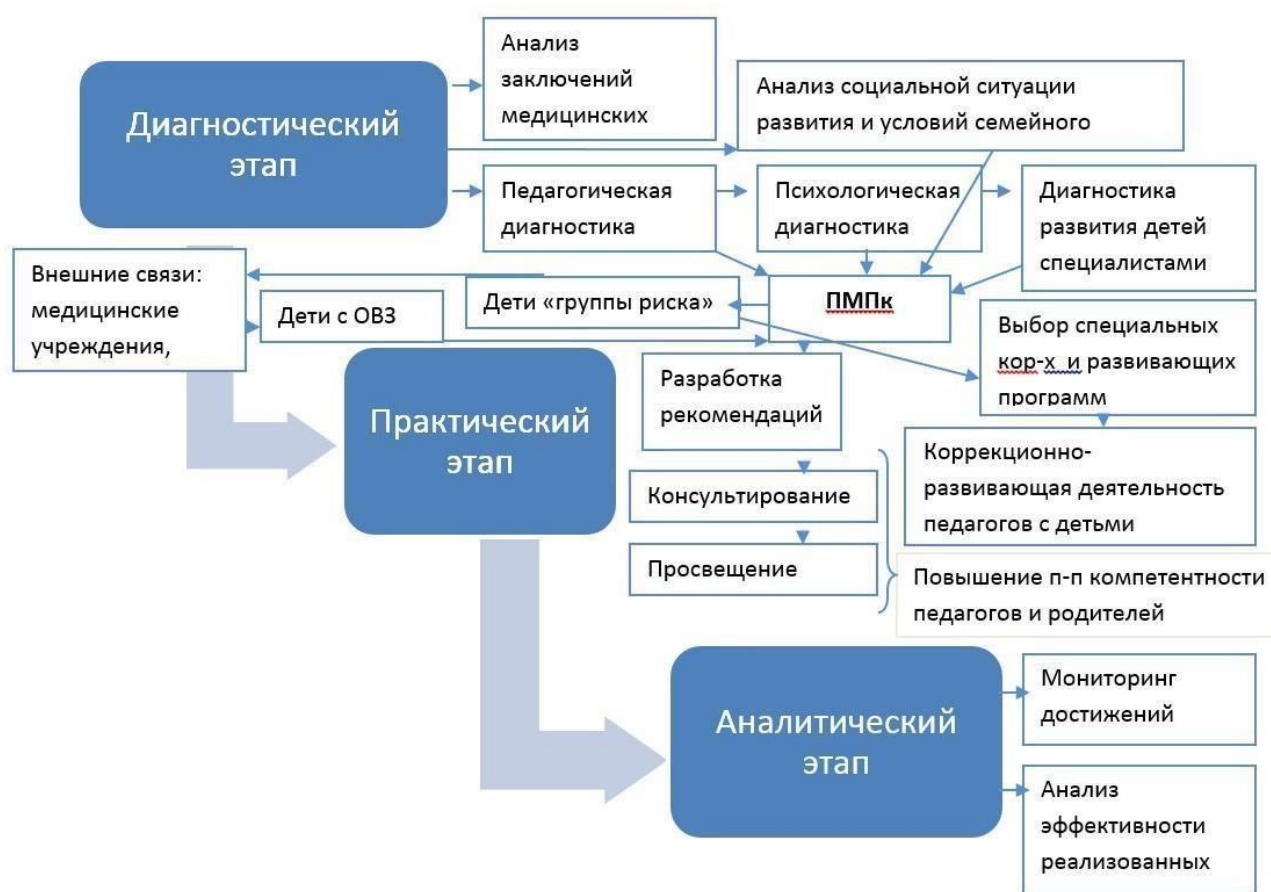 Анализ
заключений
медицинских
Диагностический
этап
Анализ социальной ситуации
развития и условий семейного
Педагогическая
диагностика
Психологическая
диагностика
Диагностика
развития детей
специалистами
Внешние связи:
медицинские
учреждения,
Дети с ОВЗ
Дети «группы риска»
ПМПк
Выбор специальных
кор-х и развивающих
программ
Практический
этап
Разработка
рекомендаций
Консультирование
Просвещение
Коррекционно-
развивающая деятельность
педагогов с детьми
Повышение п-п компетентности
педагогов и родителей
Аналитический
этап
Мониторинг
достижений
Анализ
эффективности
реализованных